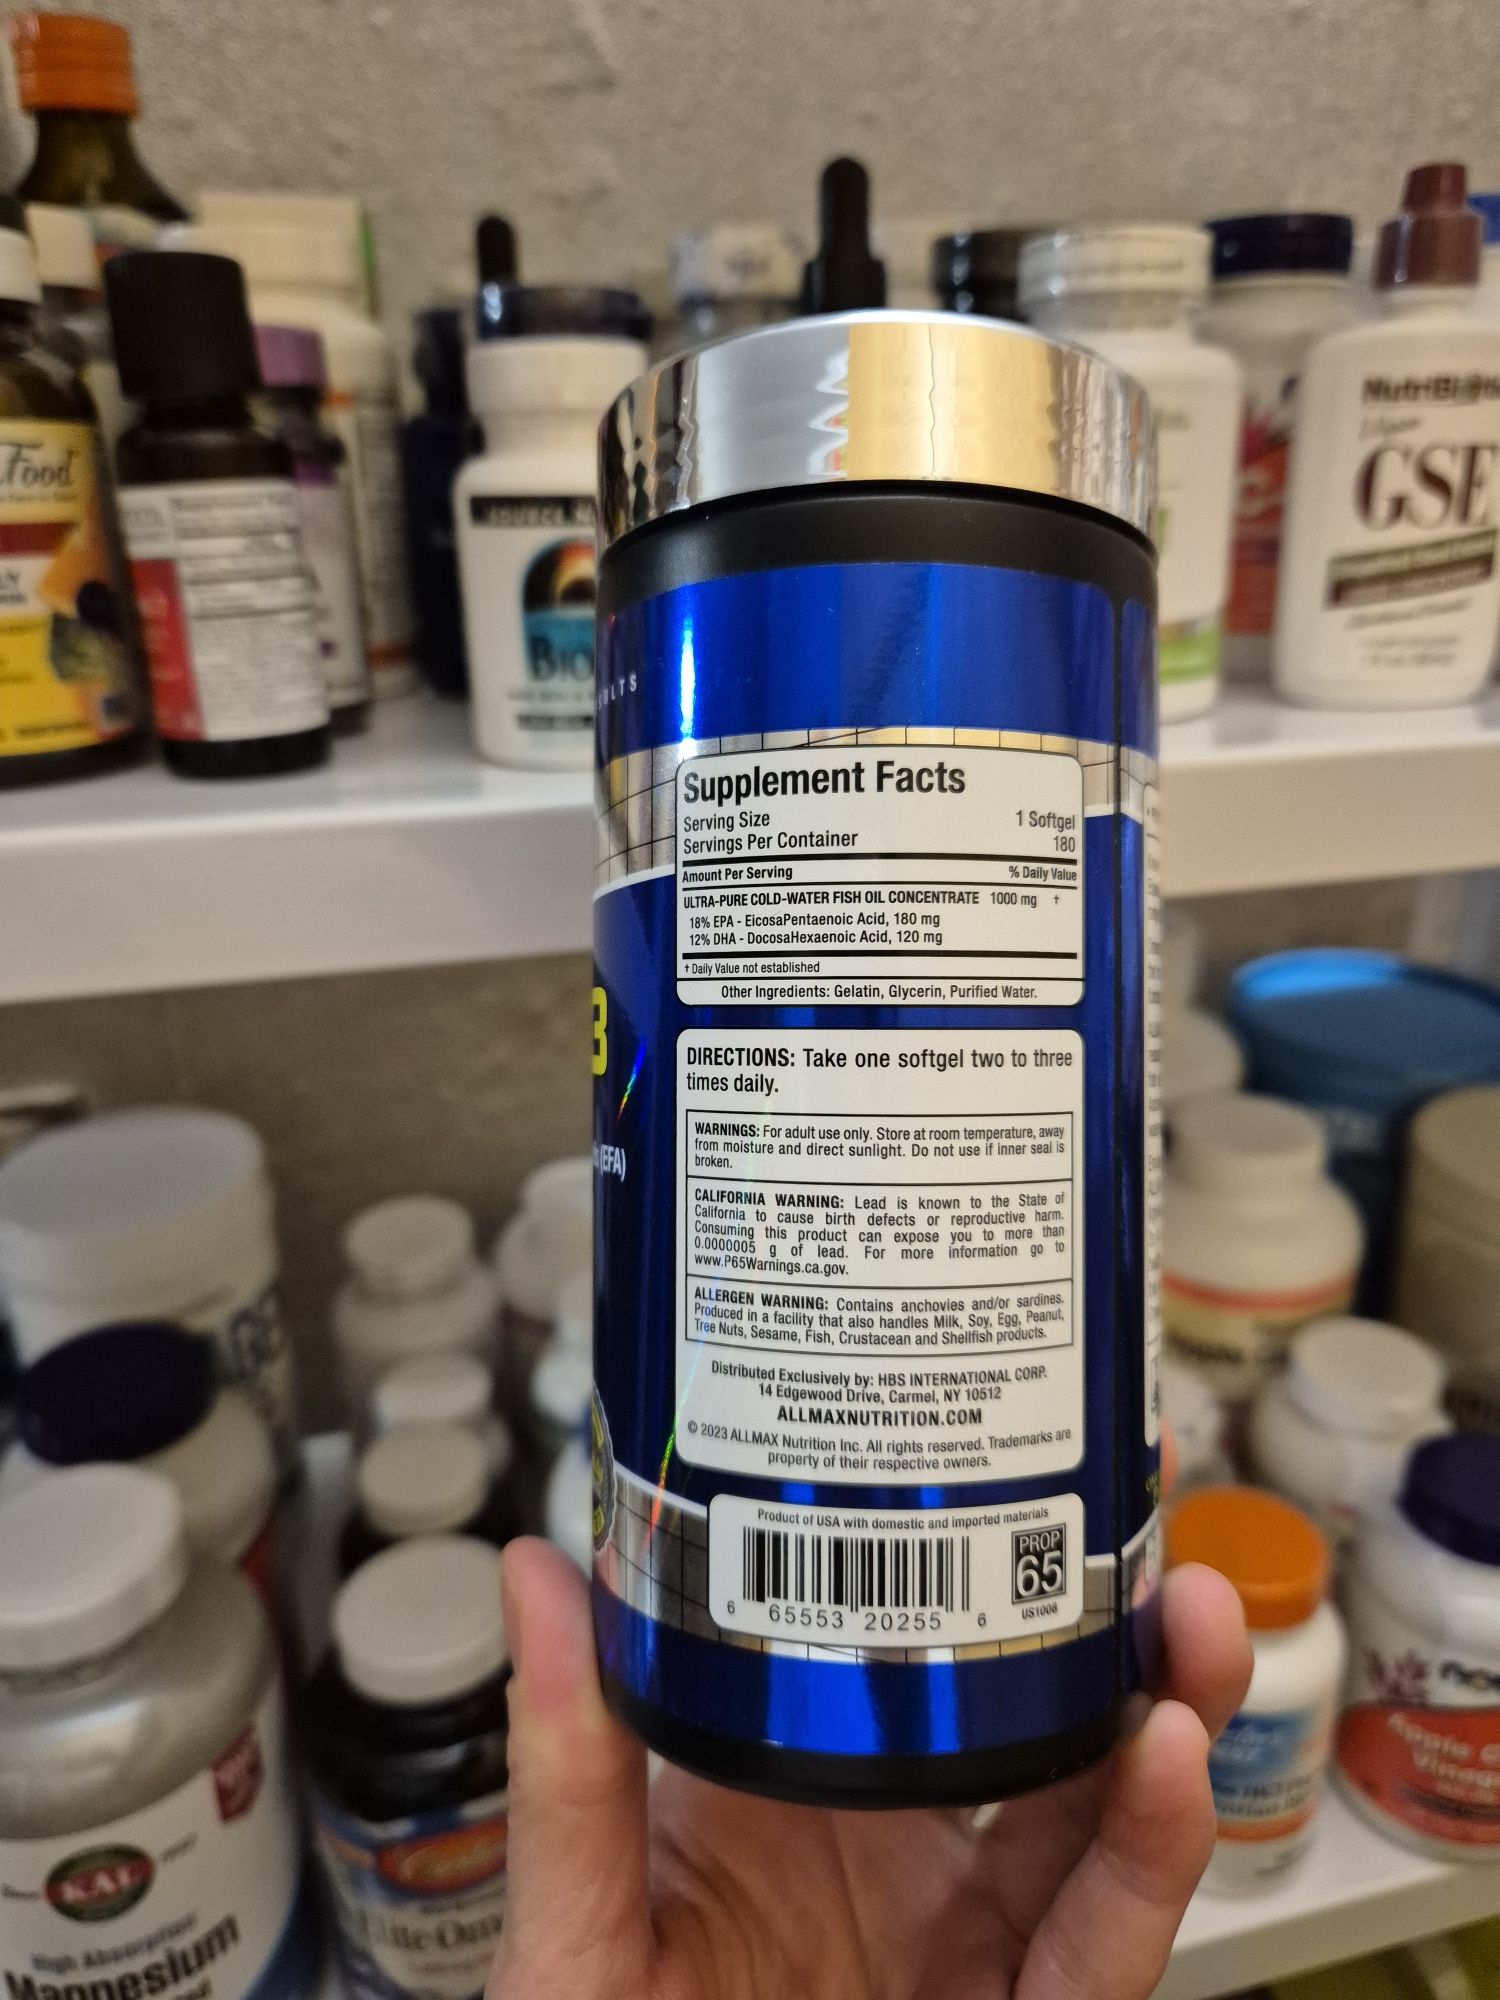 Food
NutriBiotic
GSE
BIO
ULTS
Supplement Facts
Serving Size 1 Softgel
Servings Per Container 180
Amount Per Serving % Daily Value
ULTRA-PURE COLD-WATER FISH OIL CONCENTRATE 1000 mg †
18% EPA - EicosaPentaenoic Acid, 180 mg
12% DHA - DocosaHexaenoic Acid, 120 mg
† Daily Value not established
Other Ingredients: Gelatin, Glycerin, Purified Water.
3
(EFA)
DIRECTIONS: Take one softgel two to three
times daily.
WARNINGS: For adult use only. Store at room temperature, away
from moisture and direct sunlight. Do not use if inner seal is
broken.
CALIFORNIA WARNING: Lead is known to the State of
California to cause birth defects or reproductive harm.
Consuming this product can expose you to more than
0.0000005 g of lead. For more information go to
www.P65Warnings.ca.gov.
ALLERGEN WARNING: Contains anchovies and/or sardines.
Produced in a facility that also handles Milk, Soy, Egg, Peanut,
Tree Nuts, Sesame, Fish, Crustacean and Shellfish products.
Distributed Exclusively by: HBS INTERNATIONAL CORP.
14 Edgewood Drive, Carmel, NY 10512
ALLMAXNUTRITION.COM
© 2023 ALLMAX Nutrition Inc. All rights reserved. Trademarks are
property of their respective owners.
Product of USA with domestic and imported materials
PROP
65
US1008
6 65553 20255 6
KAL
High Absorption
Magnesium
now
Apple C
Vineg